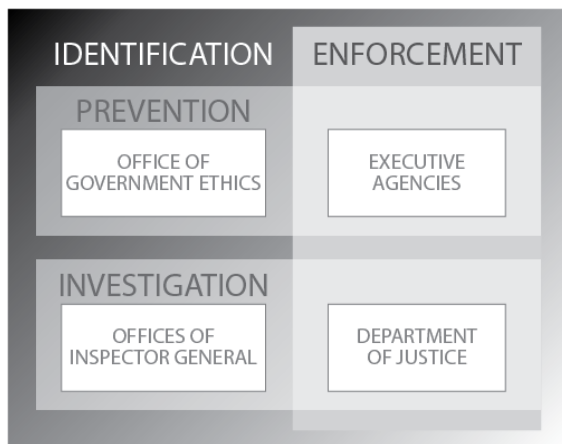 IDENTIFICATION
ENFORCEMENT
PREVENTION
OFFICE OF
GOVERNMENT ETHICS
EXECUTIVE
AGENCIES
INVESTIGATION
OFFICES OF
INSPECTOR GENERAL
DEPARTMENT
OF JUSTICE